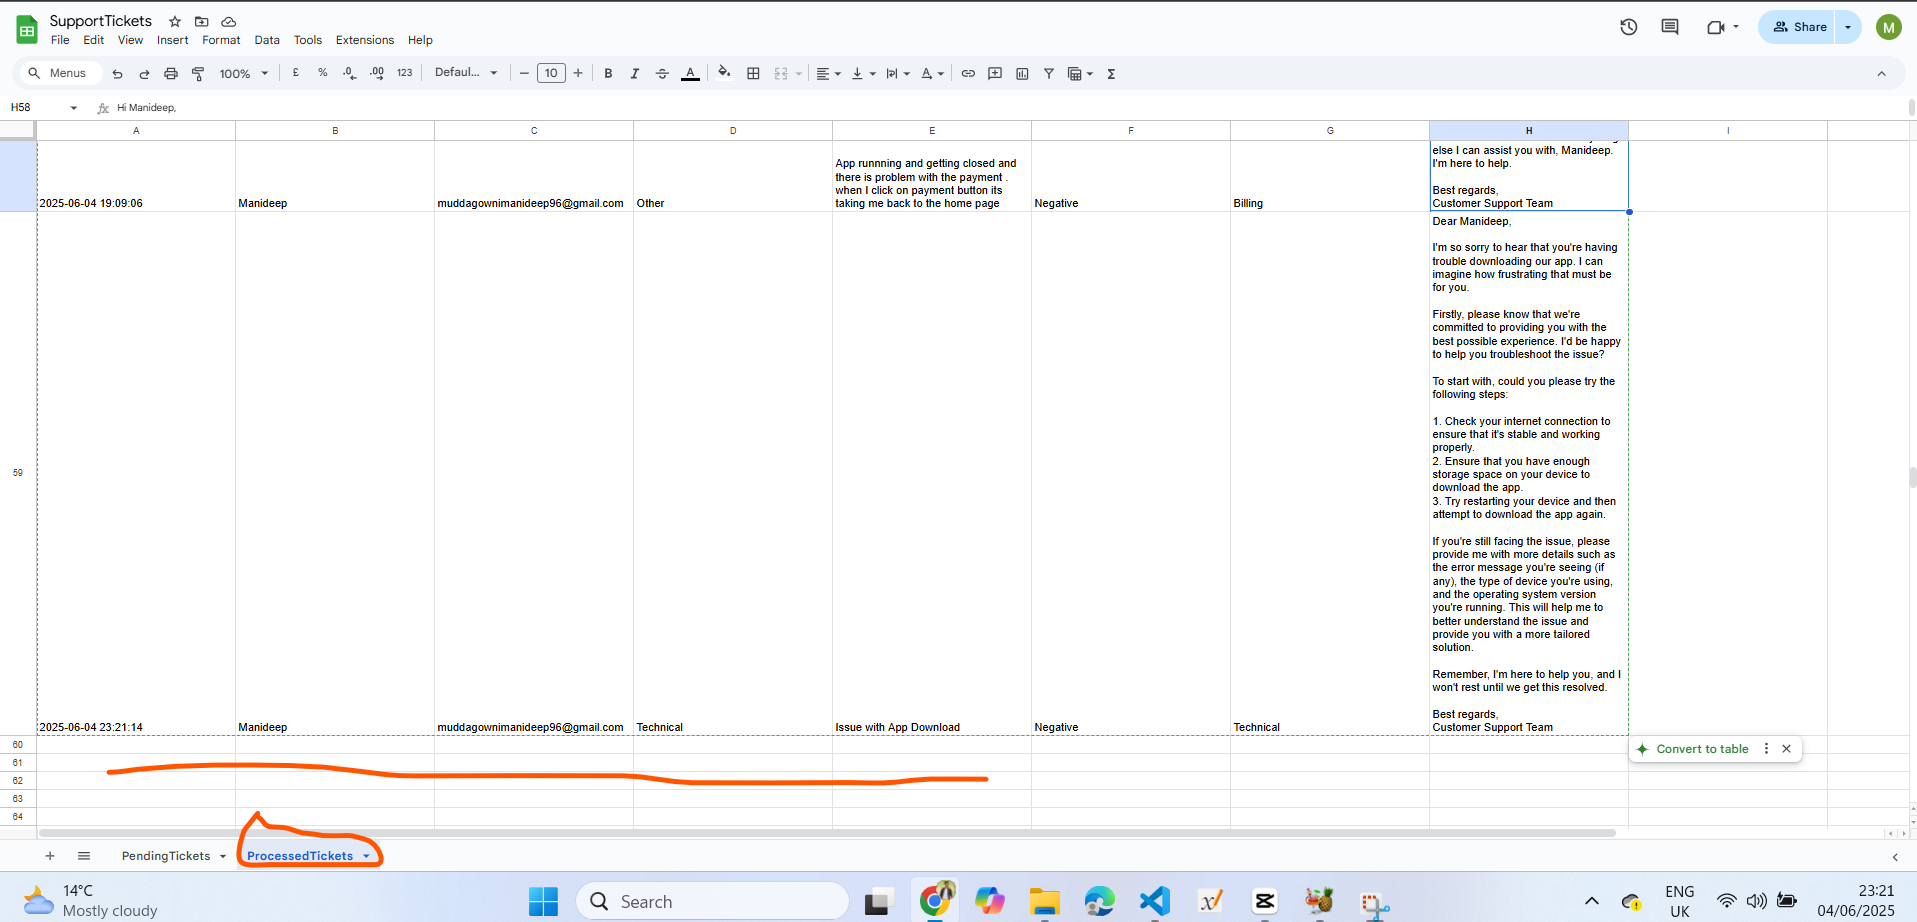 SupportTickets
File Edit View Insert Format Data Tools Extensions Help
Share
M
Menus 100% £ % .0 .00 123 Defaul... 10 B I A Σ
H58 fx Hi Manideep,
A B C D E F G H I
else I can assist you with, Manideep.
I'm here to help.
Best regards,
Customer Support Team
App runnning and getting closed and
there is problem with the payment .
when I click on payment button its
taking me back to the home page
2025-06-04 19:09:06 Manideep muddagownimanideep96@gmail.com Other Negative Billing
Dear Manideep,
I'm so sorry to hear that you're having
trouble downloading our app. I can
imagine how frustrating that must be
for you.
Firstly, please know that we're
committed to providing you with the
best possible experience. I'd be happy
to help you troubleshoot the issue?
To start with, could you please try the
following steps:
1. Check your internet connection to
ensure that it's stable and working
properly.
2. Ensure that you have enough
storage space on your device to
download the app.
3. Try restarting your device and then
attempt to download the app again.
If you're still facing the issue, please
provide me with more details such as
the error message you're seeing (if
any), the type of device you're using,
and the operating system version
you're running. This will help me to
better understand the issue and
provide you with a more tailored
solution.
Remember, I'm here to help you, and I
won't rest until we get this resolved.
Best regards,
Customer Support Team
59
2025-06-04 23:21:14 Manideep muddagownimanideep96@gmail.com Technical Issue with App Download Negative Technical
60
61
62
63
64
Convert to table
PendingTickets ProcessedTickets
14°C
Mostly cloudy
Search
ENG
UK
23:21
04/06/2025